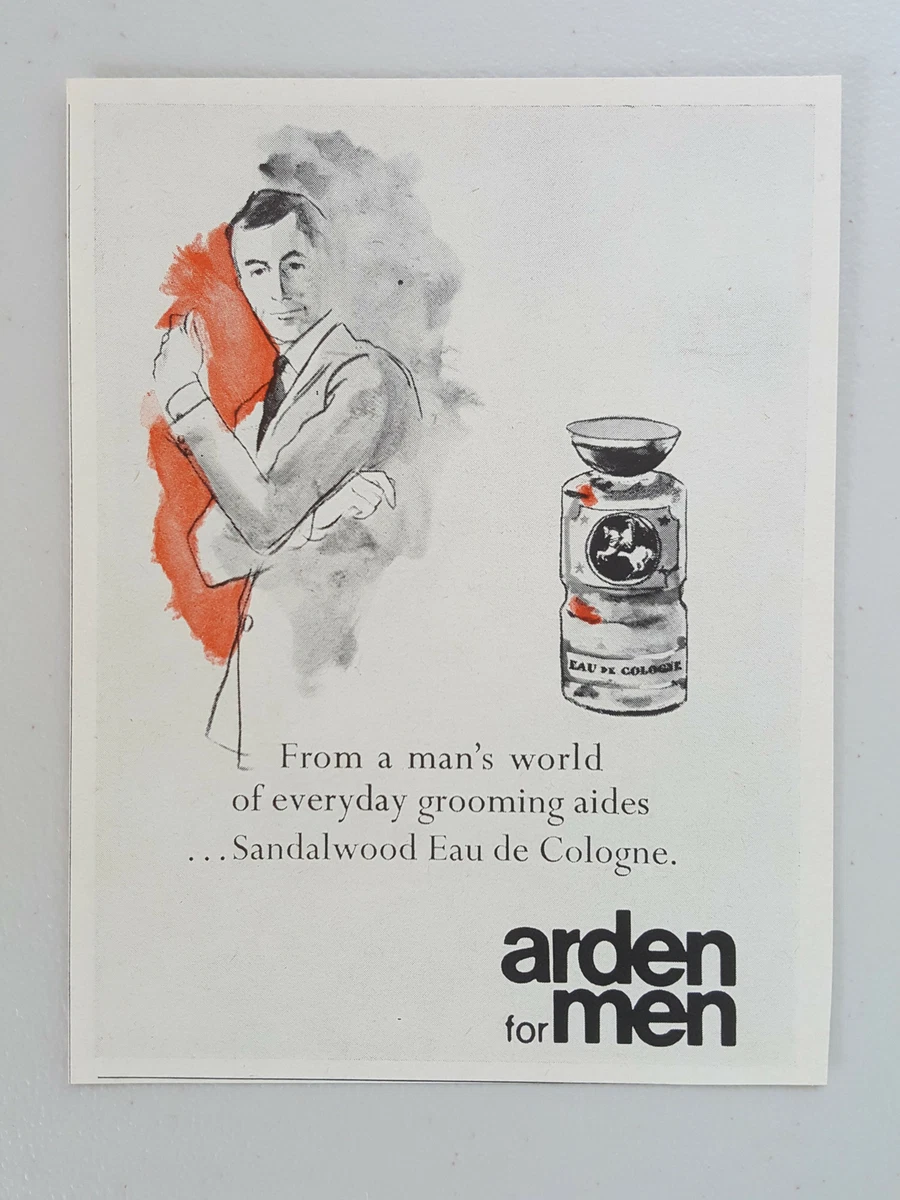 EAU DE COLOGNE
From a man's world
of everyday grooming aides
...Sandalwood Eau de Cologne.
arden
for men